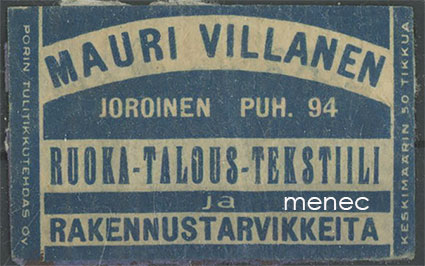 PORIN TULITIKKUTEHDAS OY.
MAURI VILLANEN
JOROINEN PUH. 94
RUOKA-TALOUS-TEKSTIILI
ja
menec
RAKENNUSTARVIKKEITA
KESKIMÄÄRIN 50 TIKKUA